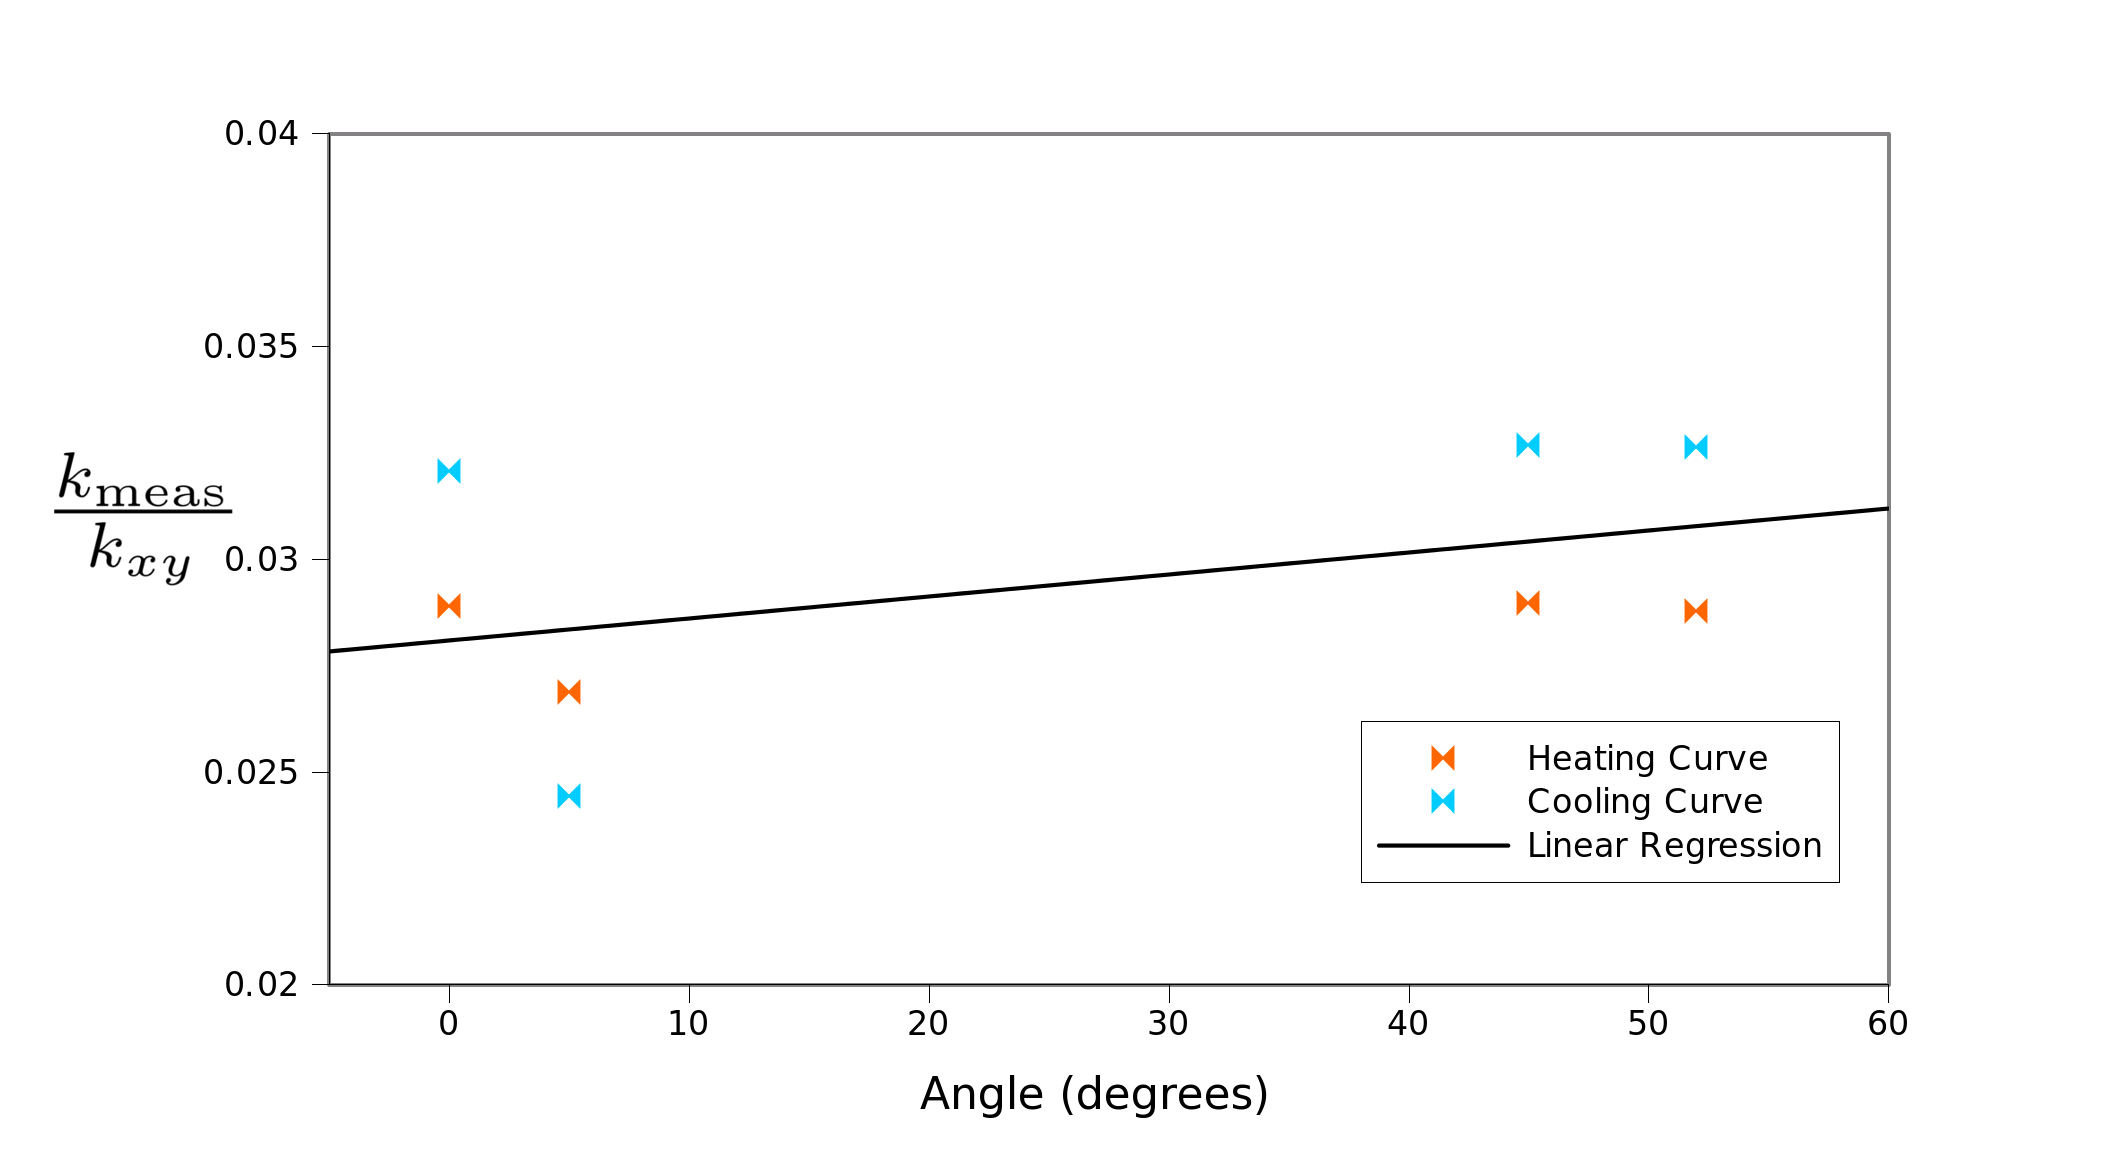 0.04
0.035
k_meas
k_xy
0.03
0.025
0.02
Heating Curve
Cooling Curve
Linear Regression
0 10 20 30 40 50 60
Angle (degrees)